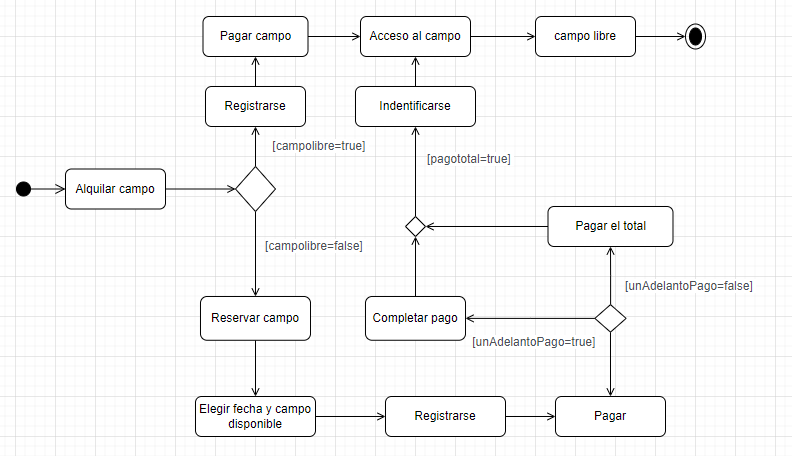 Pagar campo
Acceso al campo
campo libre
Registrarse
Indentificarse
[campolibre=true]
[pagototal=true]
Alquilar campo
Pagar el total
[campolibre=false]
[unAdelantoPago=false]
Reservar campo
Completar pago
[unAdelantoPago=true]
Elegir fecha y campo
disponible
Registrarse
Pagar